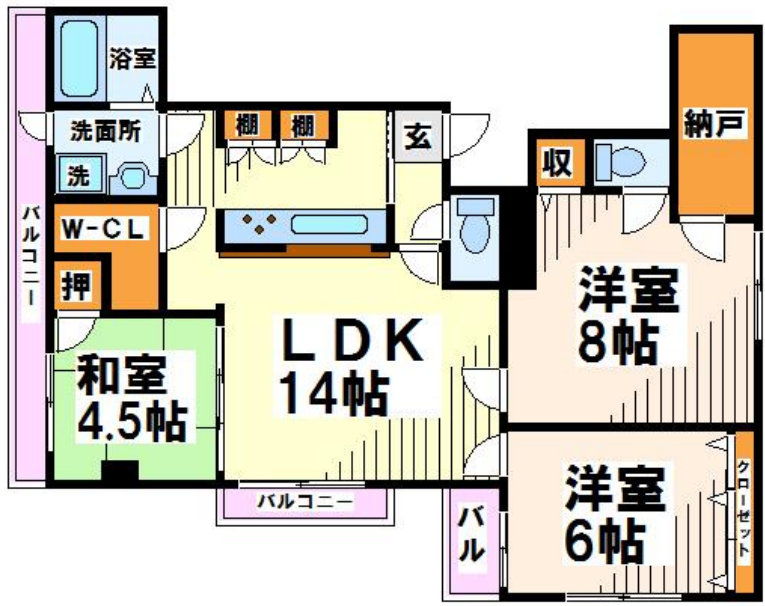 浴室
洗面所
洗
棚
棚
玄
納戸
収
W-CL
押
バルコニー
洋室
8帖
LDK
14帖
和室
4.5帖
洋室
6帖
クローゼット
バルコニー
バル